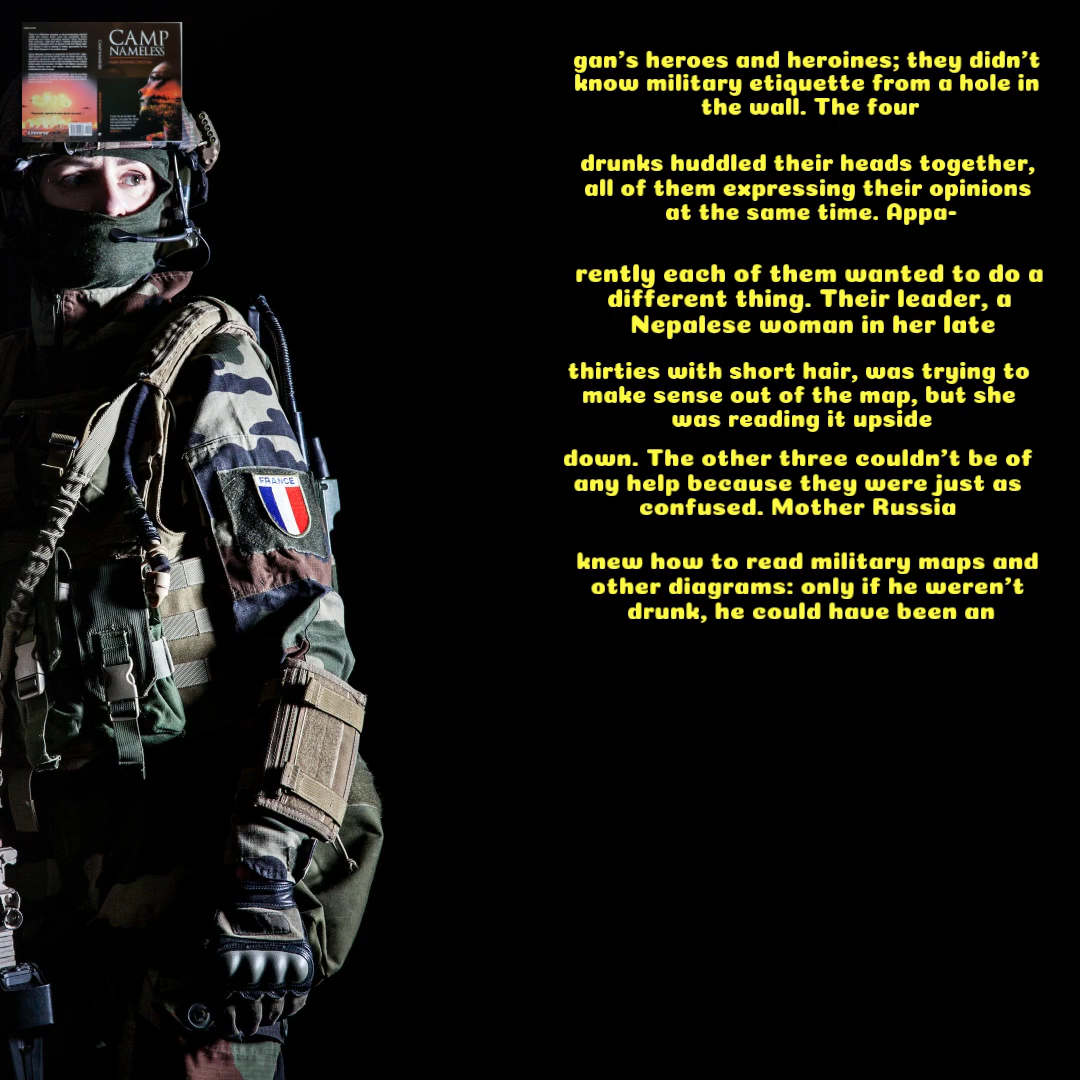 CAMP
NAMELESS
iUniverse
FRANCE
gan's heroes and heroines; they didn't
know military etiquette from a hole in
the wall. The four
drunks huddled their heads together,
all of them expressing their opinions
at the same time. Appa-
rently each of them wanted to do a
different thing. Their leader, a
Nepalese woman in her late
thirties with short hair, was trying to
make sense out of the map, but she
was reading it upside
down. The other three couldn't be of
any help because they were just as
confused. Mother Russia
knew how to read military maps and
other diagrams: only if he weren't
drunk, he could have been an